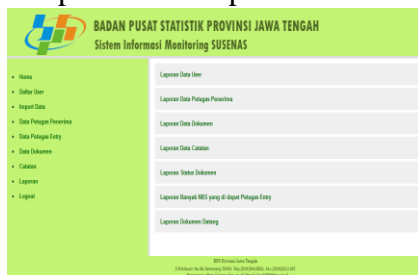 BADAN PUSAT STATISTIK PROVINSI JAWA TENGAH
Sistem Informasi Monitoring SUSENAS
Home
Daftar User
Import Data
Data Petugas Penerima
Data Petugas Entry
Data Dokumen
Catatan
Laporan
Logout
Laporan Data User
Laporan Data Petugas Penerima
Laporan Data Dokumen
Laporan Data Catatan
Laporan Status Dokumen
Laporan Banyak NBS yang di dapat Petugas Entry
Laporan Dokumen Datang
BPS Provinsi Jawa Tengah